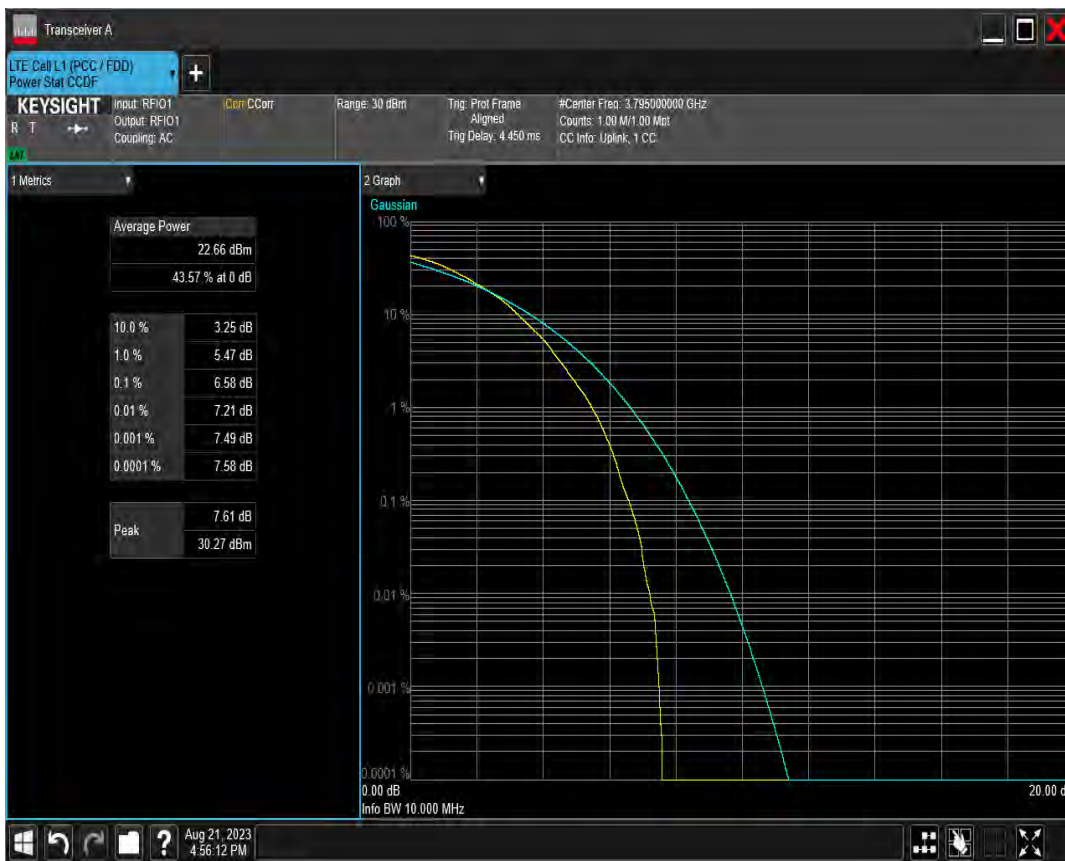 Transceiver A
LTE Cell L1 (PCC / FDD)
Power Stat CCDF
+
KEYSIGHT
R T
LXI
Input: RFIO1
Output: RFIO1
Coupling: AC
Corr CCorr
Range: 30 dBm
Trig: Prot Frame
Aligned
Trig Delay: 4.450 ms
#Center Freq: 3.795000000 GHz
Counts: 1.00 M/1.00 Mpt
CC Info: Uplink, 1 CC
1 Metrics
Average Power
22.66 dBm
43.57 % at 0 dB
10.0 % 3.25 dB
1.0 % 5.47 dB
0.1 % 6.58 dB
0.01 % 7.21 dB
0.001 % 7.49 dB
0.0001 % 7.58 dB
Peak
7.61 dB
30.27 dBm
2 Graph
Gaussian
100 %
10 %
1 %
0.1 %
0.01 %
0.001 %
0.0001 %
0.00 dB 20.00 d
Info BW 10.000 MHz
?
Aug 21, 2023
4:56:12 PM